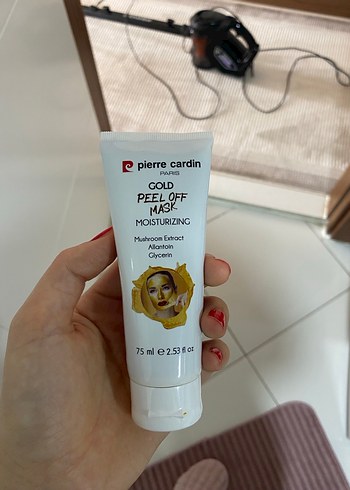 pierre cardin
PARIS
GOLD
PEEL OFF
MASK
MOISTURIZING
Mushroom Extract
Allantoin
Glycerin
75 ml e 2.53 fl oz